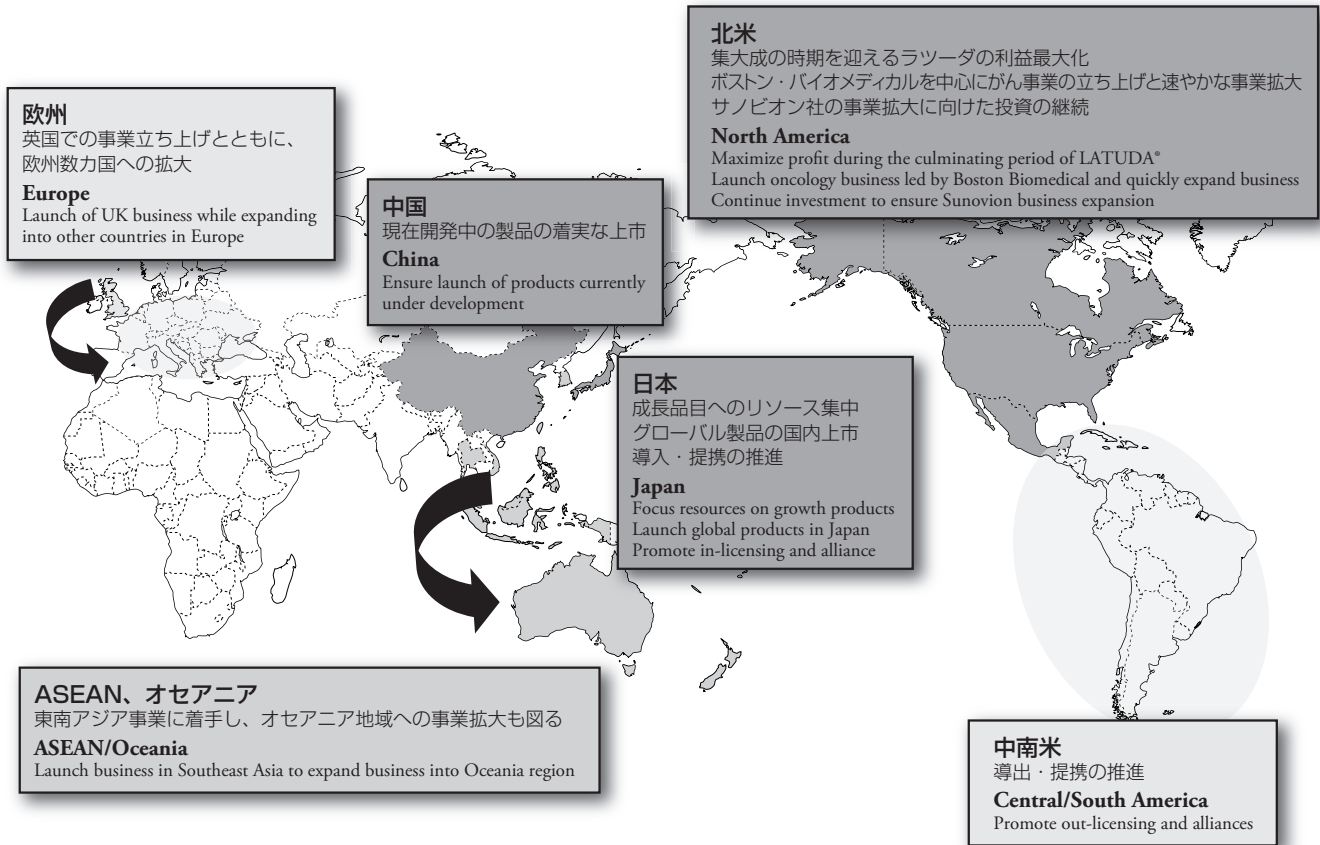 欧州
英国での事業立ち上げとともに、
欧州数カ国への拡大
Europe
Launch of UK business while expanding
into other countries in Europe
中国
現在開発中の製品の着実な上市
China
Ensure launch of products currently
under development
北米
集大成の時期を迎えるラツーダの利益最大化
ボストン・バイオメディカルを中心にがん事業の立ち上げと速やかな事業拡大
サノビオン社の事業拡大に向けた投資の継続
North America
Maximize profit during the culminating period of LATUDA®
Launch oncology business led by Boston Biomedical and quickly expand business
Continue investment to ensure Sunovion business expansion
日本
成長品目へのリソース集中
グローバル製品の国内上市
導入・提携の推進
Japan
Focus resources on growth products
Launch global products in Japan
Promote in-licensing and alliance
ASEAN、オセアニア
東南アジア事業に着手し、オセアニア地域への事業拡大も図る
ASEAN/Oceania
Launch business in Southeast Asia to expand business into Oceania region
中南米
導出・提携の推進
Central/South America
Promote out-licensing and alliances